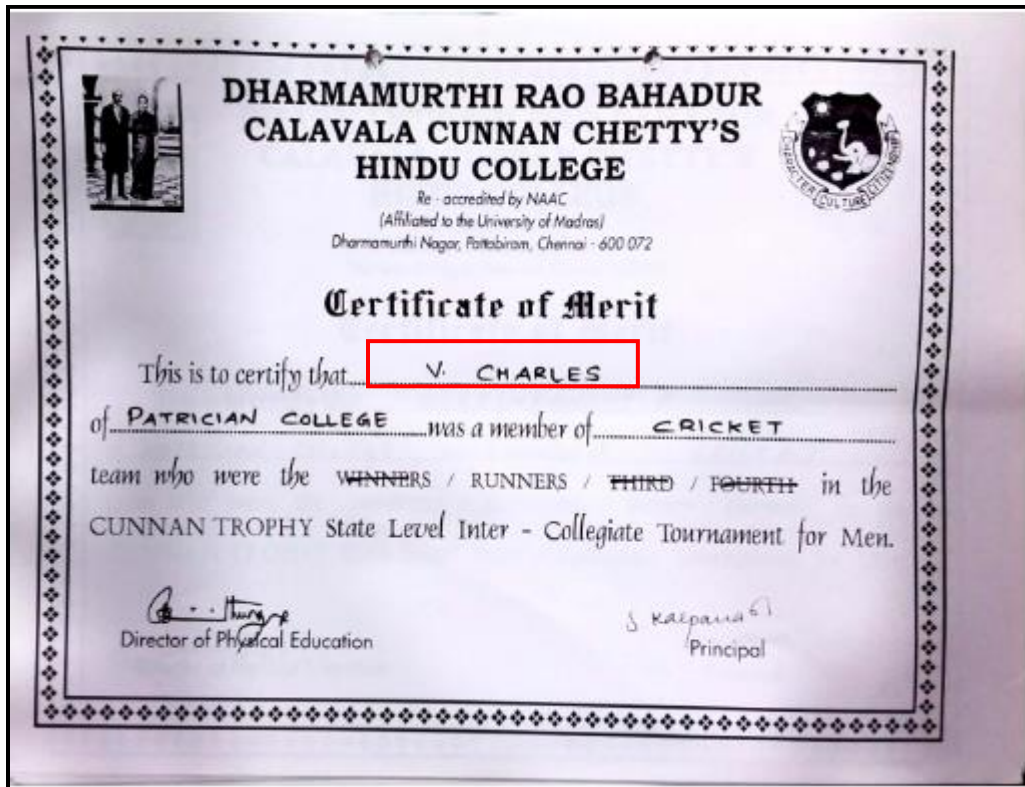 DHARMAMURTHI RAO BAHADUR
CALAVALA CUNNAN CHETTY'S
HINDU COLLEGE
Re - accredited by NAAC
(Affiliated to the University of Madras)
Dharmamurthi Nagar, Pattabiram, Chennai - 600 072
CHARACTER CULTURE CITIZENSHIP
Certificate of Merit
This is to certify that V. CHARLES
of PATRICIAN COLLEGE was a member of CRICKET
team who were the WINNERS / RUNNERS / THIRD / FOURTH in the
CUNNAN TROPHY State Level Inter - Collegiate Tournament for Men.
Director of Physical Education
Principal